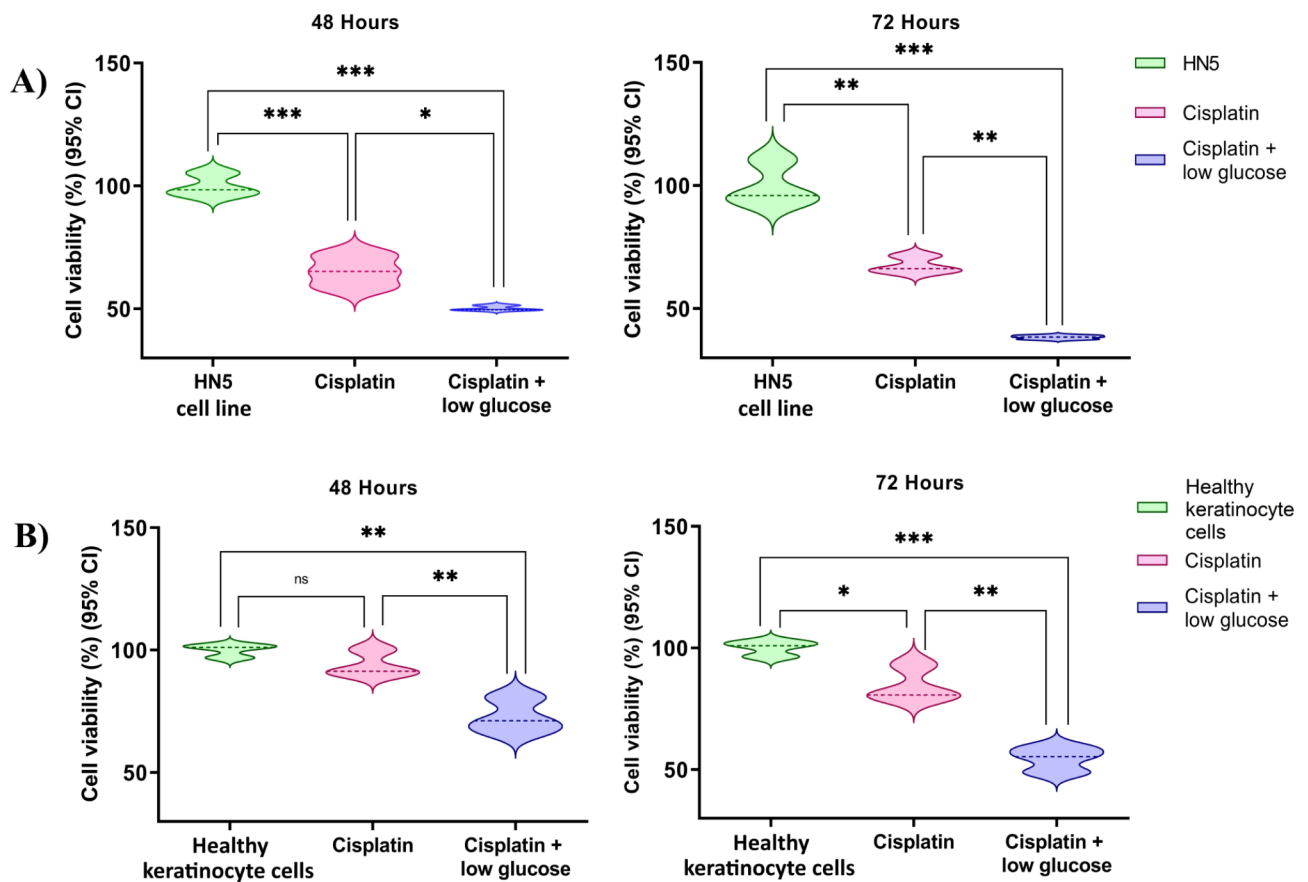 A)
48 Hours
Cell viability (%) (95% CI)
150
100
50
***
***
*
HN5
cell line
Cisplatin
Cisplatin +
low glucose
72 Hours
Cell viability (%) (95% CI)
150
100
50
***
**
**
HN5
cell line
Cisplatin
Cisplatin +
low glucose
HN5
Cisplatin
Cisplatin +
low glucose
B)
48 Hours
Cell viability (%) (95% CI)
150
100
50
**
ns
**
Healthy
keratinocyte cells
Cisplatin
Cisplatin +
low glucose
72 Hours
Cell viability (%) (95% CI)
150
100
50
***
*
**
Healthy
keratinocyte cells
Cisplatin
Cisplatin +
low glucose
Healthy
keratinocyte
cells
Cisplatin
Cisplatin +
low glucose